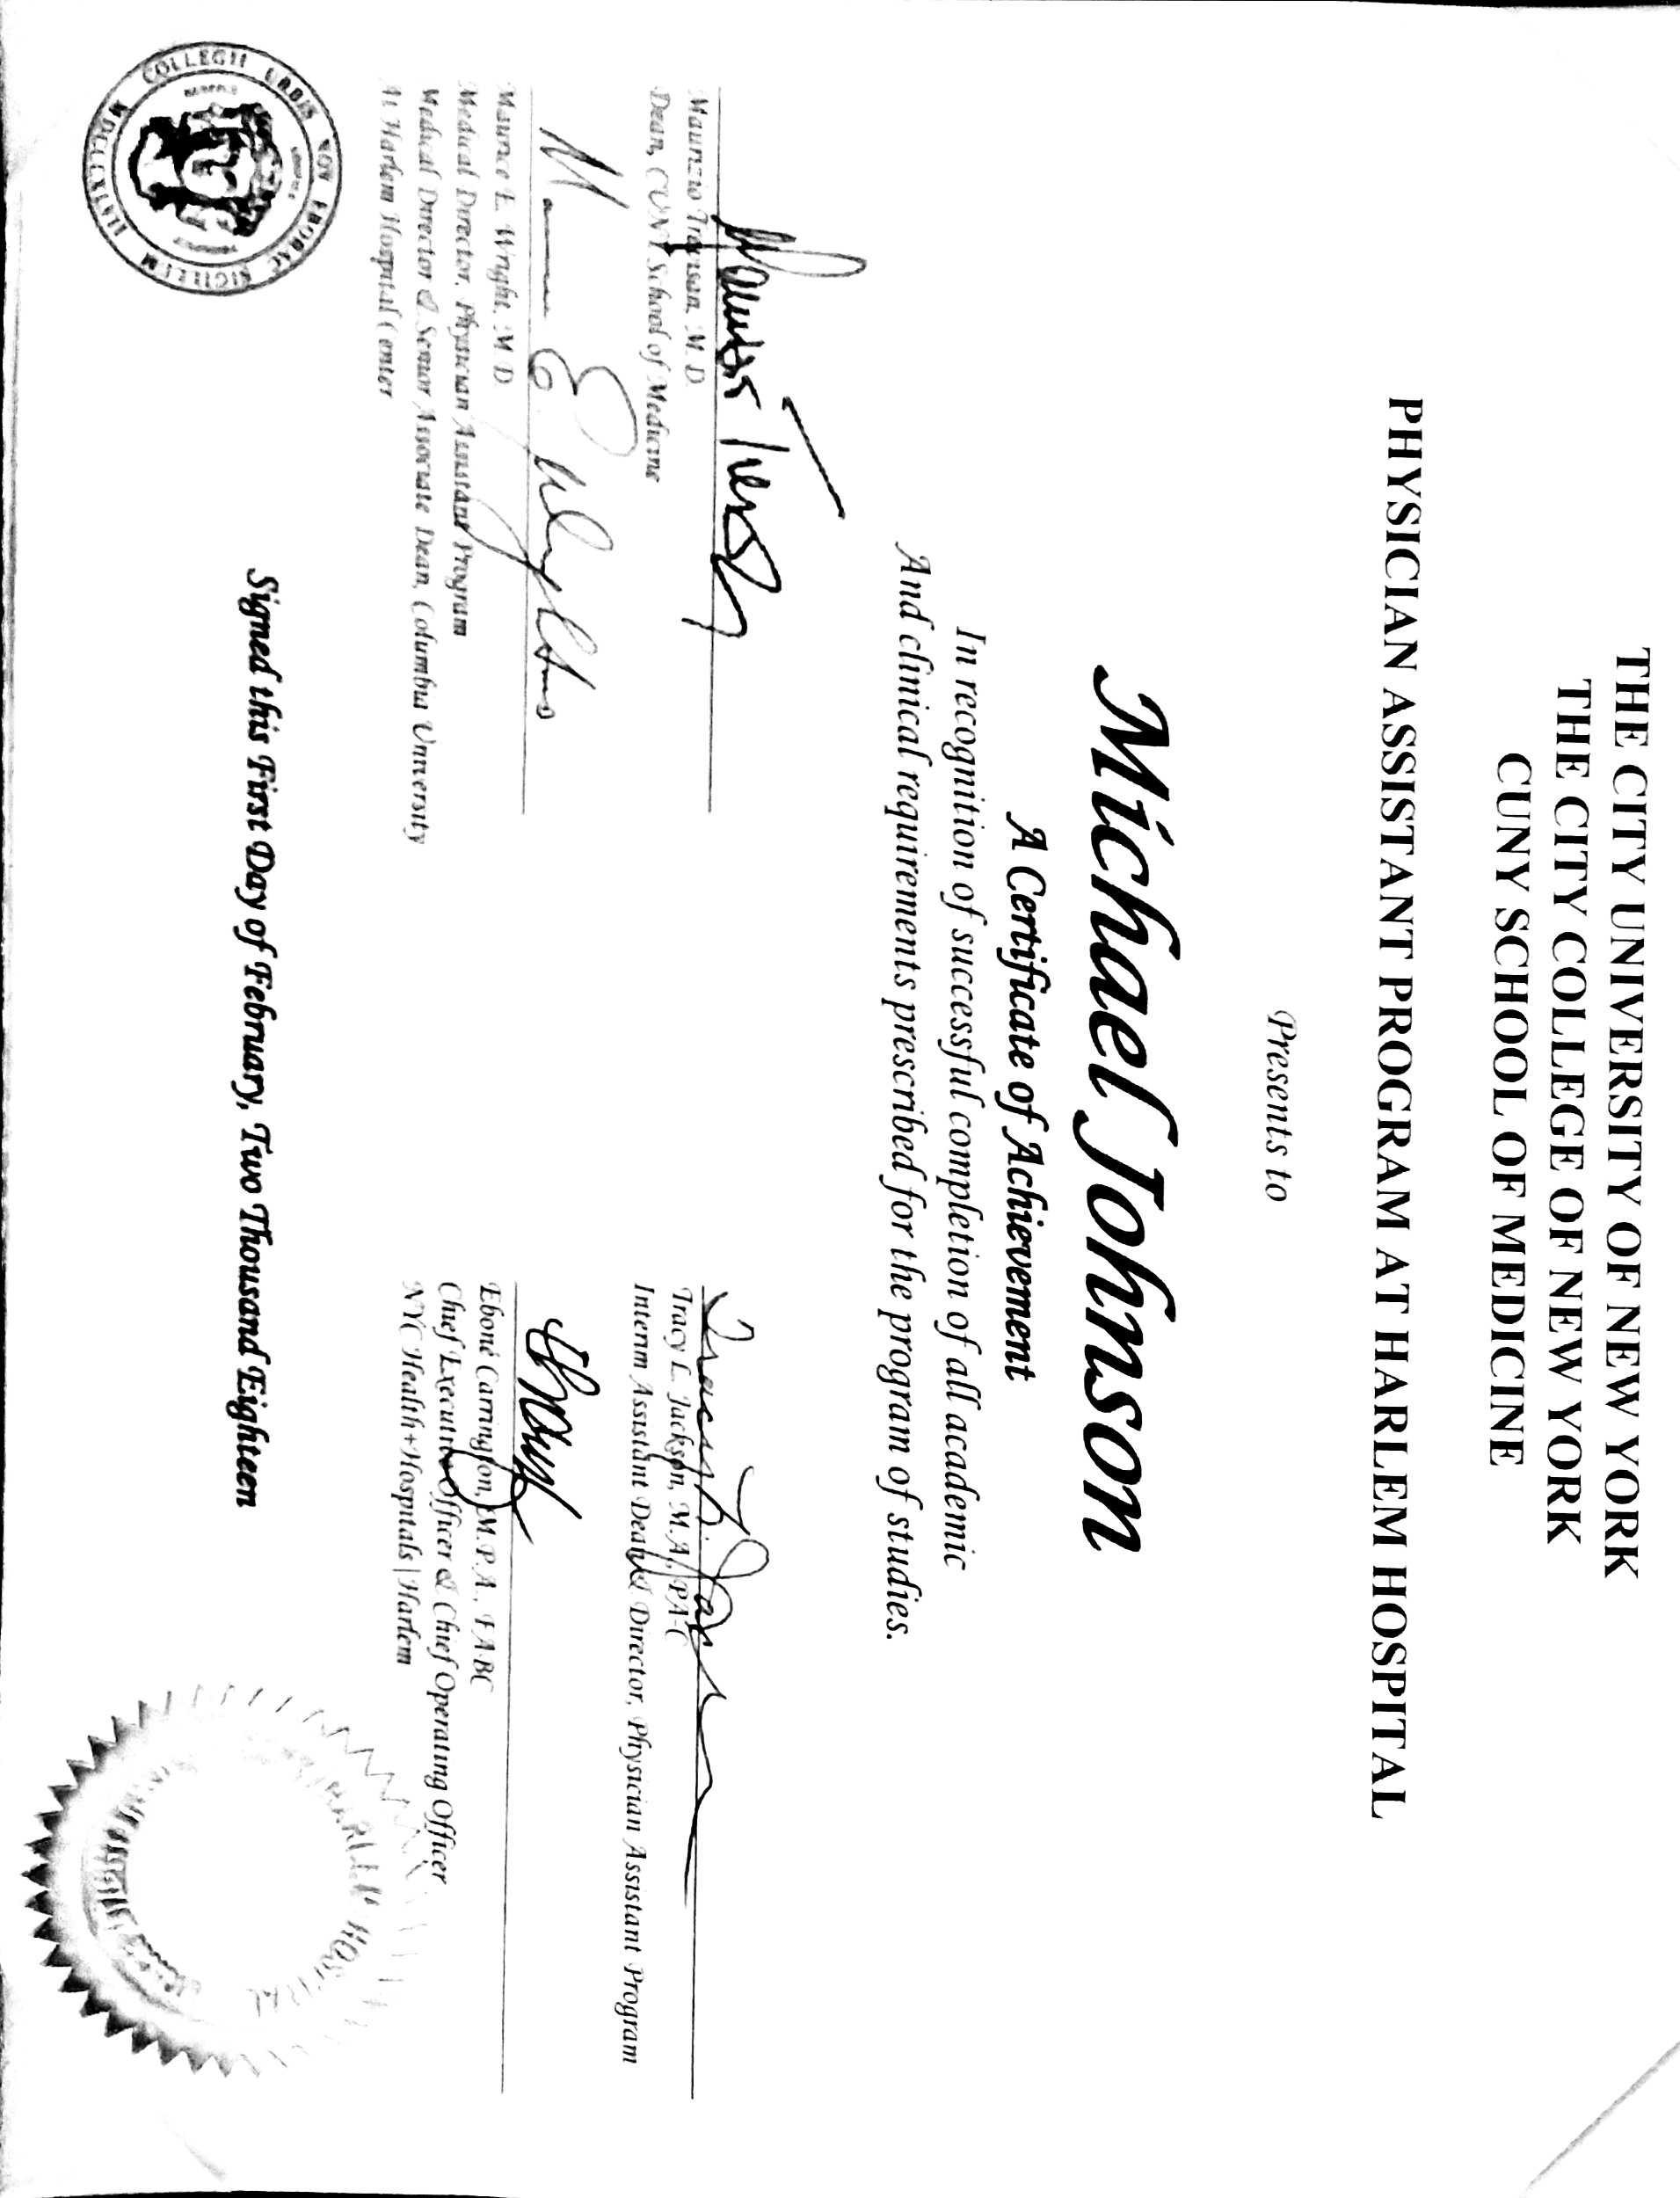 THE CITY UNIVERSITY OF NEW YORK
THE CITY COLLEGE OF NEW YORK
CUNY SCHOOL OF MEDICINE
PHYSICIAN ASSISTANT PROGRAM AT HARLEM HOSPITAL
Presents to
Michael Johnson
A Certificate of Achievement
In recognition of successful completion of all academic
And clinical requirements prescribed for the program of studies.
Maurizio Trevisan, M.D.
Dean, CUNY School of Medicine
Maurice E. Wright, M.D.
Medical Director, Physician Assistant Program
Medical Director & Senior Associate Dean, Columbia University
At Harlem Hospital Center
Tracy L. Jackson, M.A., PA-C
Interim Assistant Dean & Director, Physician Assistant Program
Eboné Carrington, M.P.A., FABC
Chief Executive Officer & Chief Operating Officer
NYC Health+Hospitals|Harlem
Signed this First Day of February, Two Thousand Eighteen
COLLEGII URBIS NOV EBORAC SIGILLUM
HARLEM HOSPITAL